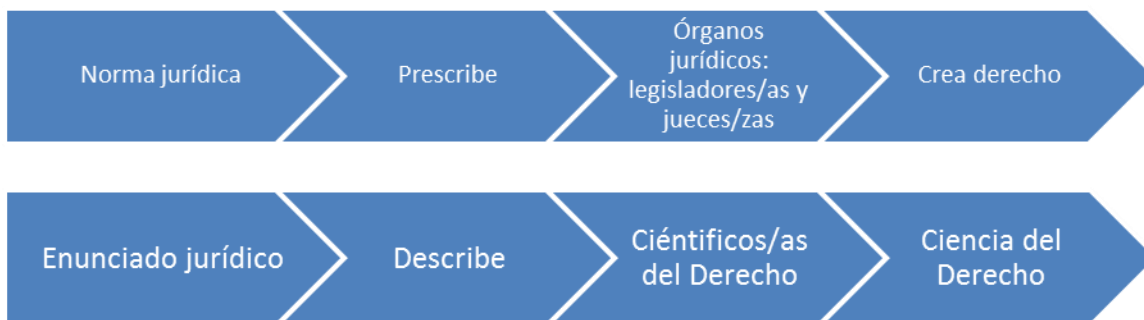 Norma jurídica
Prescribe
Órganos
jurídicos:
legisladores/as y
jueces/zas
Crea derecho
Enunciado jurídico
Describe
Ciéntificos/as
del Derecho
Ciencia del
Derecho